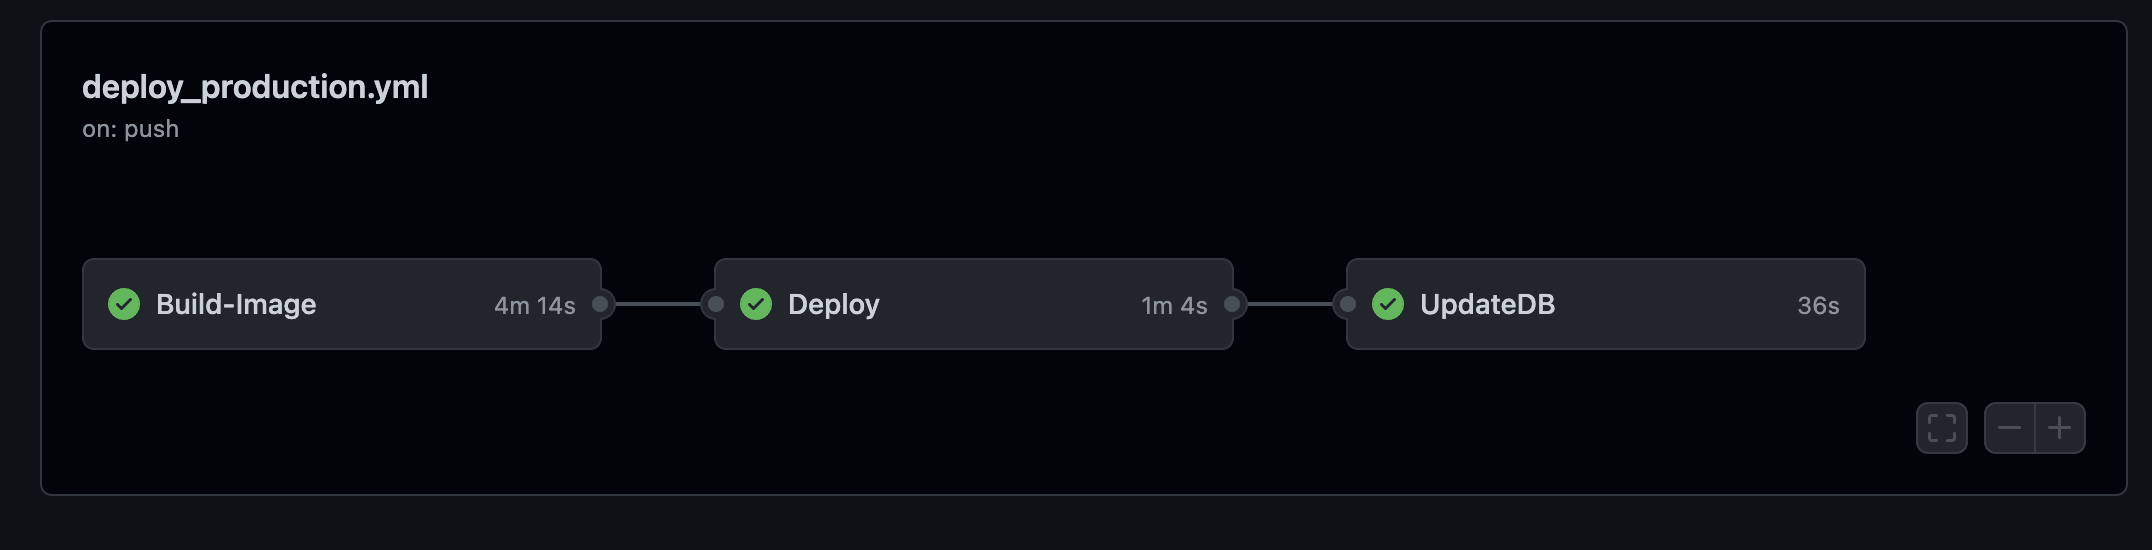 deploy_production.yml
on: push
Build-Image 4m 14s
Deploy 1m 4s
UpdateDB 36s